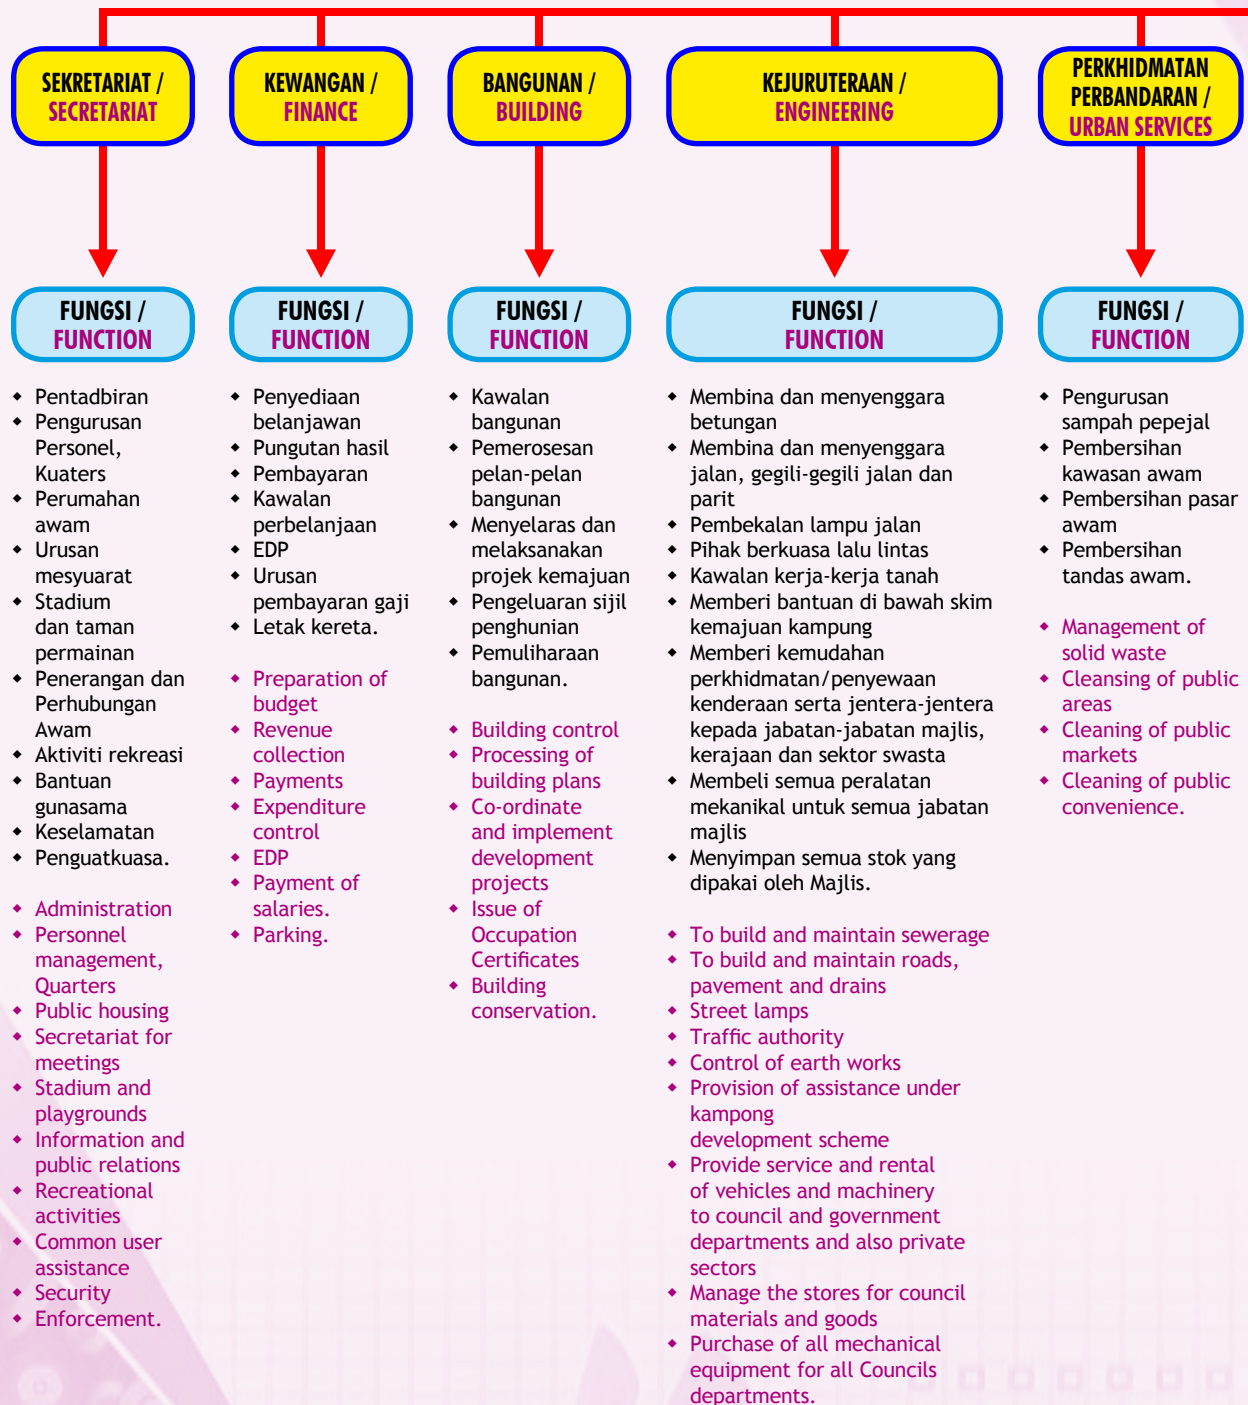 SEKRETARIAT /
SECRETARIAT
KEWANGAN /
FINANCE
BANGUNAN /
BUILDING
KEJURUTERAAN /
ENGINEERING
PERKHIDMATAN
PERBANDARAN /
URBAN SERVICES
FUNGSI /
FUNCTION
FUNGSI /
FUNCTION
FUNGSI /
FUNCTION
FUNGSI /
FUNCTION
FUNGSI /
FUNCTION
◆ Pentadbiran
◆ Pengurusan
Personel,
Kuaters
◆ Perumahan
awam
◆ Urusan
mesyuarat
◆ Stadium
dan taman
permainan
◆ Penerangan dan
Perhubungan
Awam
◆ Aktiviti rekreasi
◆ Bantuan
gunasama
◆ Keselamatan
◆ Penguatkuasa.
◆ Administration
◆ Personnel
management,
Quarters
◆ Public housing
◆ Secretariat for
meetings
◆ Stadium and
playgrounds
◆ Information and
public relations
◆ Recreational
activities
◆ Common user
assistance
◆ Security
◆ Enforcement.
◆ Penyediaan
belanjawan
◆ Pungutan hasil
◆ Pembayaran
◆ Kawalan
perbelanjaan
◆ EDP
◆ Urusan
pembayaran gaji
◆ Letak kereta.
◆ Preparation of
budget
◆ Revenue
collection
◆ Payments
◆ Expenditure
control
◆ EDP
◆ Payment of
salaries.
◆ Parking.
◆ Kawalan
bangunan
◆ Pemerosesan
pelan-pelan
bangunan
◆ Menyelaras dan
melaksanakan
projek kemajuan
◆ Pengeluaran sijil
penghunian
◆ Pemuliharaan
bangunan.
◆ Building control
◆ Processing of
building plans
◆ Co-ordinate
and implement
development
projects
◆ Issue of
Occupation
Certificates
◆ Building
conservation.
◆ Membina dan menyenggara
betungan
◆ Membina dan menyenggara
jalan, gegili-gegili jalan dan
parit
◆ Pembekalan lampu jalan
◆ Pihak berkuasa lalu lintas
◆ Kawalan kerja-kerja tanah
◆ Memberi bantuan di bawah skim
kemajuan kampung
◆ Memberi kemudahan
perkhidmatan/penyewaan
kenderaan serta jentera-jentera
kepada jabatan-jabatan majlis,
kerajaan dan sektor swasta
◆ Membeli semua peralatan
mekanikal untuk semua jabatan
majlis
◆ Menyimpan semua stok yang
dipakai oleh Majlis.
◆ To build and maintain sewerage
◆ To build and maintain roads,
pavement and drains
◆ Street lamps
◆ Traffic authority
◆ Control of earth works
◆ Provision of assistance under
kampong
development scheme
◆ Provide service and rental
of vehicles and machinery
to council and government
departments and also private
sectors
◆ Manage the stores for council
materials and goods
◆ Purchase of all mechanical
equipment for all Councils
departments.
◆ Pengurusan
sampah pepejal
◆ Pembersihan
kawasan awam
◆ Pembersihan pasar
awam
◆ Pembersihan
tandas awam.
◆ Management of
solid waste
◆ Cleansing of public
areas
◆ Cleaning of public
markets
◆ Cleaning of public
convenience.